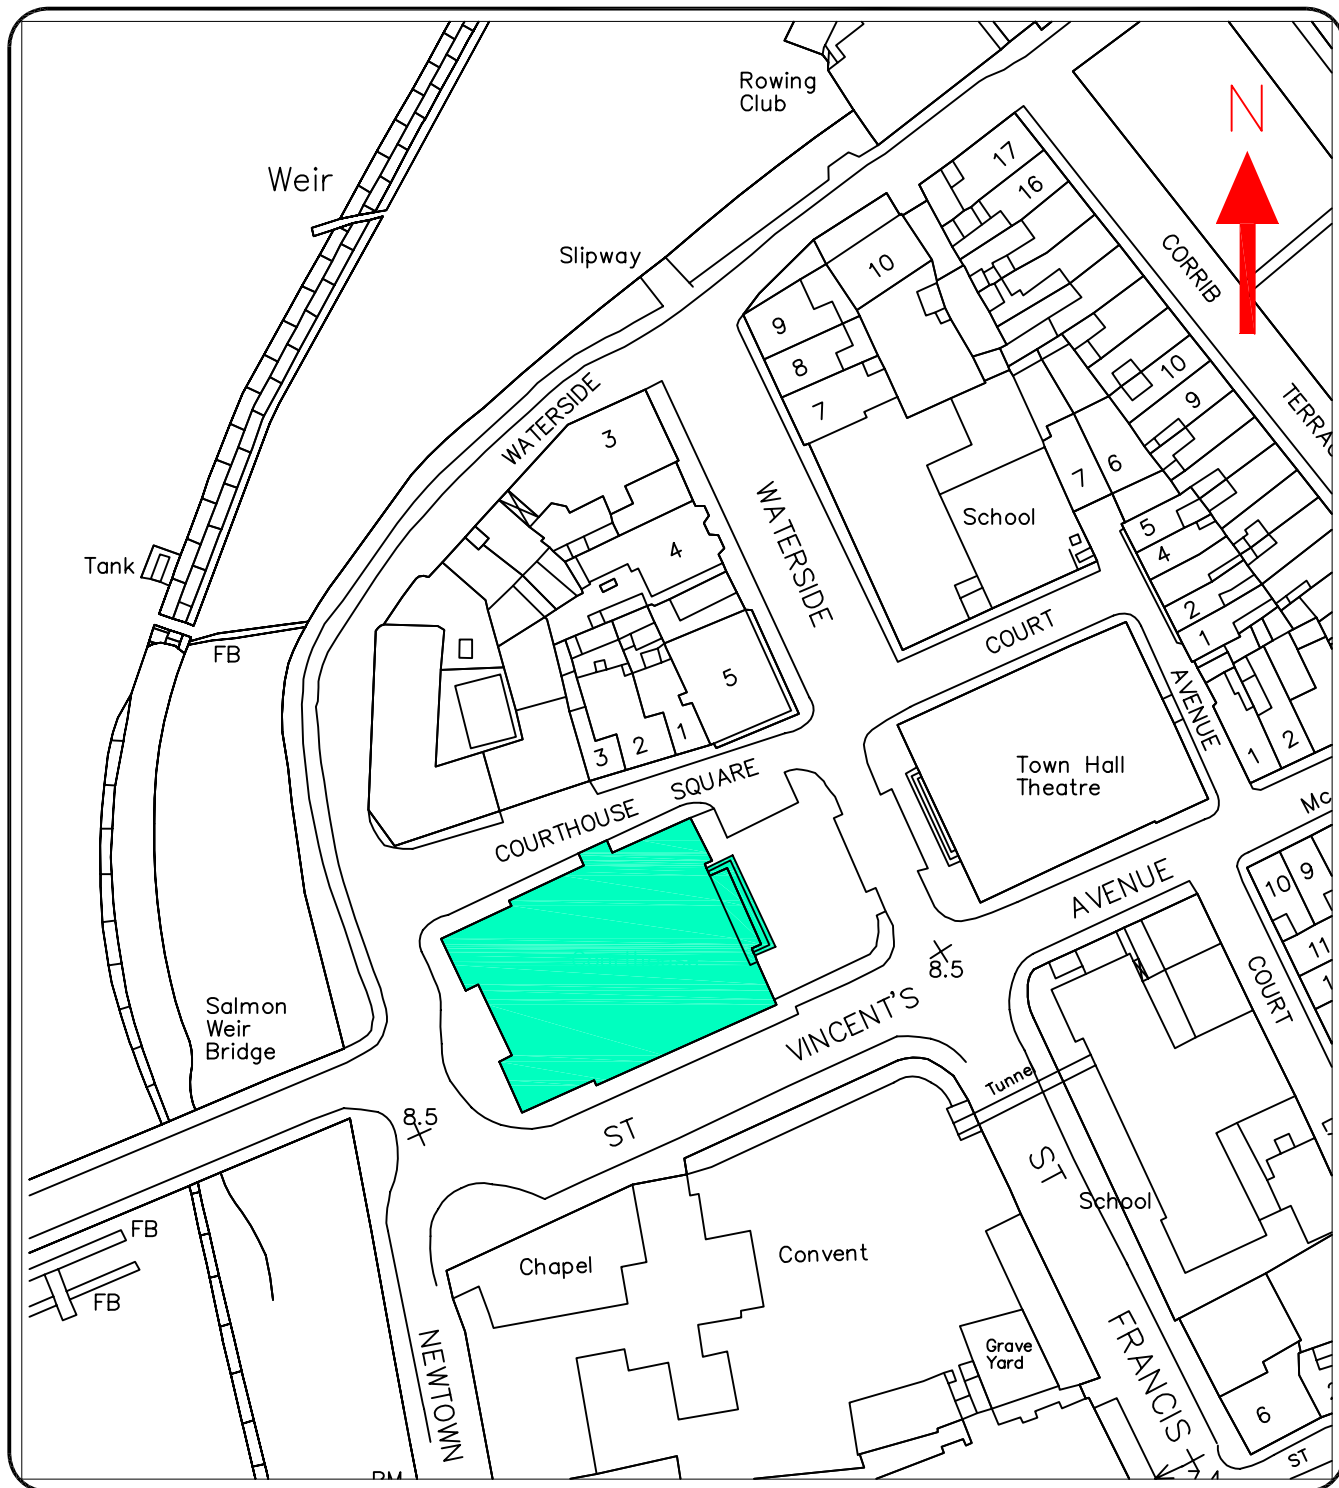 Rowing
Club
N
Weir
17
16
Slipway
10
CORRIB
9
8
7
10
9
TERRAC
WATERSIDE
3
WATERSIDE
6
7
School
5
4
4
Tank
2
1
FB
COURT
AVENUE
5
3
2
1
1
2
Town Hall
Theatre
COURTHOUSE SQUARE
Mc
AVENUE
10
9
11
1
8.5
COURT
Salmon
Weir
Bridge
VINCENT'S
Tunnel
8.5
ST
ST
School
FB
Chapel
Convent
FB
NEWTOWN
Grave
Yard
FRANCIS
6
ST